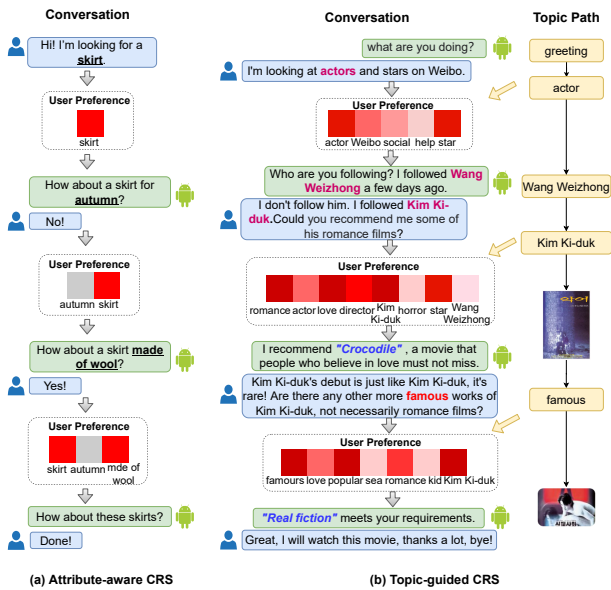 Conversation
Hi! I'm looking for a
skirt.
User Preference
skirt
How about a skirt for
autumn?
No!
User Preference
autumn skirt
How about a skirt made
of wool?
Yes!
User Preference
skirt autumn mde of
wool
How about these skirts?
Done!
(a) Attribute-aware CRS
Conversation
what are you doing?
I'm looking at actors and stars on Weibo.
User Preference
actor Weibo social help star
Who are you following? I followed Wang
Weizhong a few days ago.
I don't follow him. I followed Kim Ki-
duk.Could you recommend me some of
his romance films?
User Preference
romance actor love director Kim Ki-duk horror star Wang Weizhong
I recommend "Crocodile" , a movie that
people who believe in love must not miss.
Kim Ki-duk's debut is just like Kim Ki-duk, it's
rare! Are there any other more famous works of
Kim Ki-duk, not necessarily romance films?
User Preference
famours love popular sea romance kid Kim Ki-duk
"Real fiction" meets your requirements.
Great, I will watch this movie, thanks a lot, bye!
(b) Topic-guided CRS
Topic Path
greeting
actor
Wang Weizhong
Kim Ki-duk
악어
famous